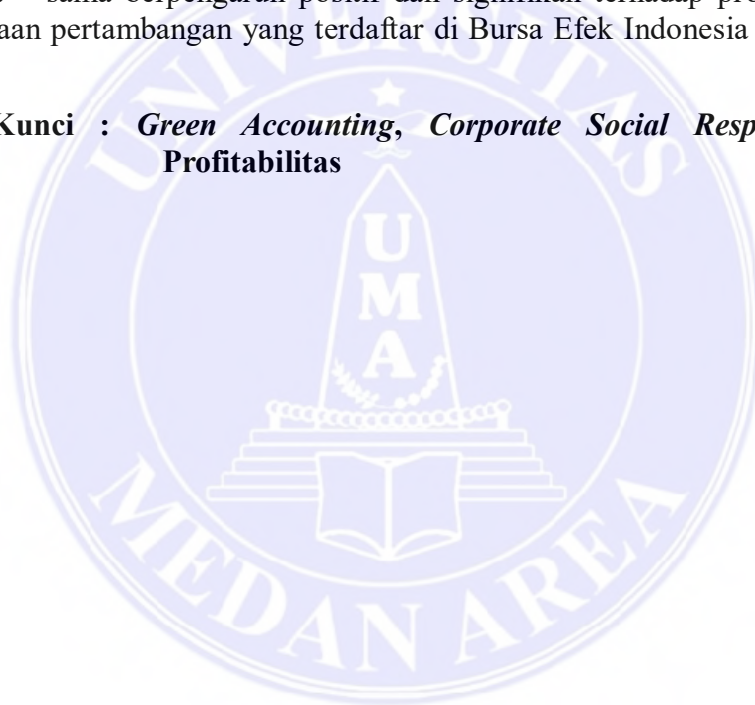 sama berpengaruh positif dan signifikan terhadap
pertambangan yang terdaftar di Bursa Efek Indonesia
Kunci : Green Accounting, Corporate Social
Profitabilitas
UNIVERSITAS
UMA
MEDAN AREA